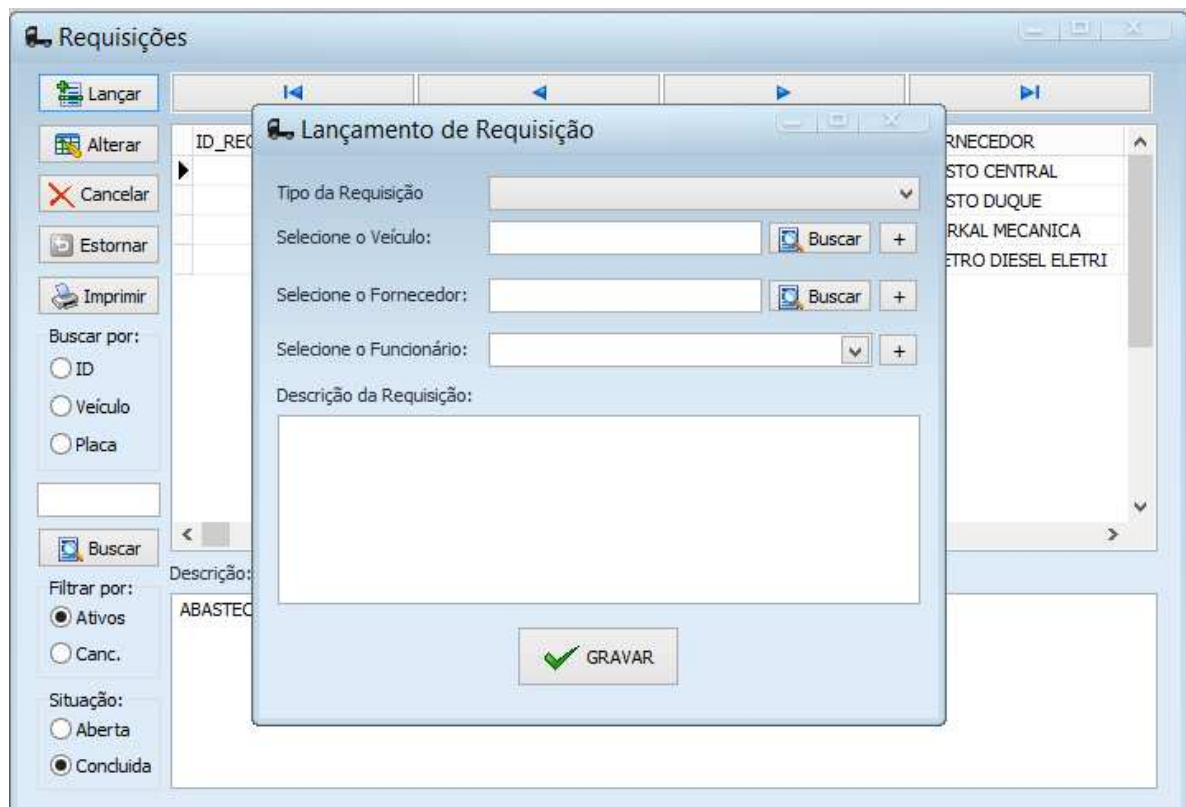 Requisições
Lançar
Alterar
Cancelar
Estornar
Imprimir
Buscar por:
ID
Veículo
Placa
Buscar
Filtrar por:
Ativos
Canc.
Situação:
Aberta
Concluida
ID_REC
RNECEDOR
STO CENTRAL
STO DUQUE
RKAL MECANICA
ETRO DIESEL ELETRI
Descrição:
ABASTEC
Lançamento de Requisição
Tipo da Requisição
Selecione o Veículo:
Buscar +
Selecione o Fornecedor:
Buscar +
Selecione o Funcionário:
+
Descrição da Requisição:
GRAVAR